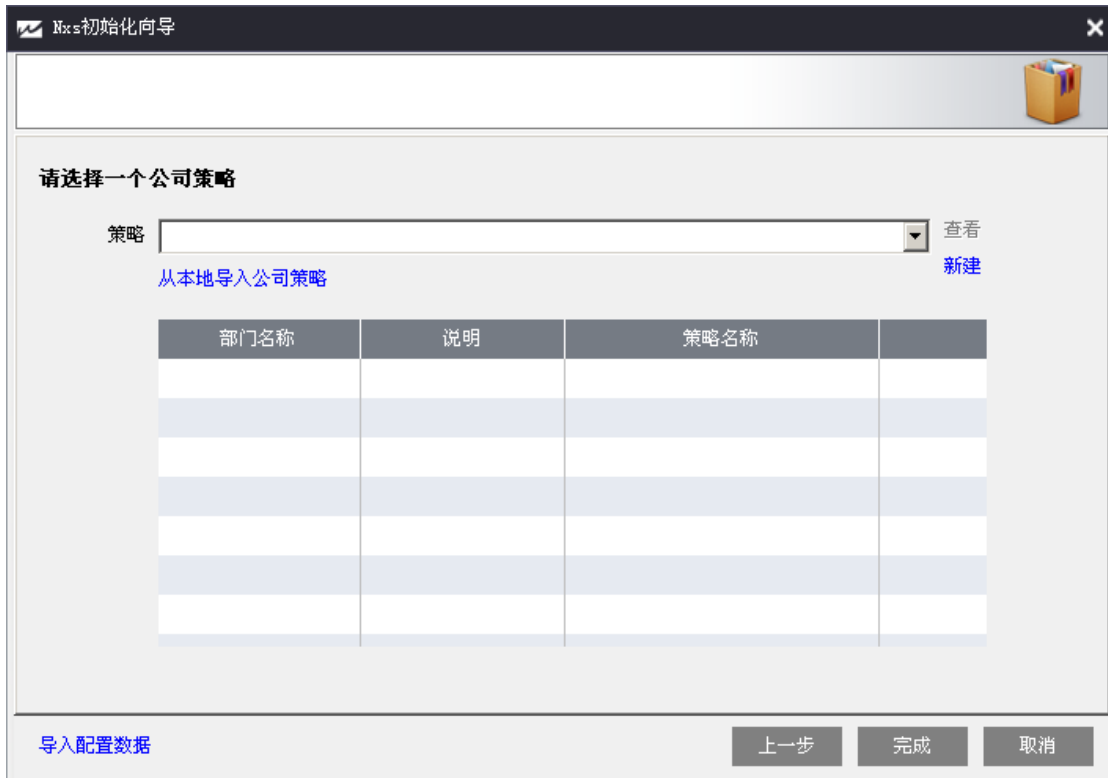 Nxs初始化向导
请选择一个公司策略
策略 查看
从本地导入公司策略 新建
部门名称 说明 策略名称
导入配置数据 上一步 完成 取消